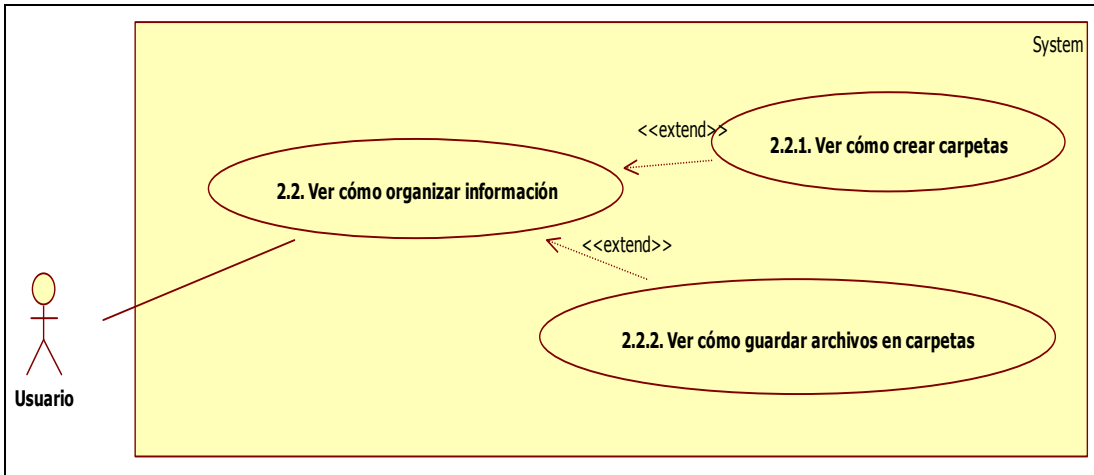 System
<<extend>>
2.2.1. Ver cómo crear carpetas
2.2. Ver cómo organizar información
<<extend>>
2.2.2. Ver cómo guardar archivos en carpetas
Usuario